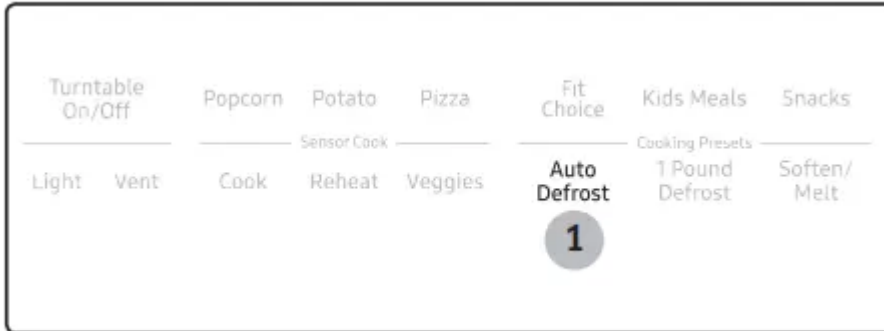 Turntable
On/Off
Popcorn Potato Pizza
Fit
Choice
Kids Meals Snacks
Sensor Cook
Cooking Presets
Light Vent
Cook Reheat Veggies
Auto
Defrost
1 Pound
Defrost
Soften/
Melt
1